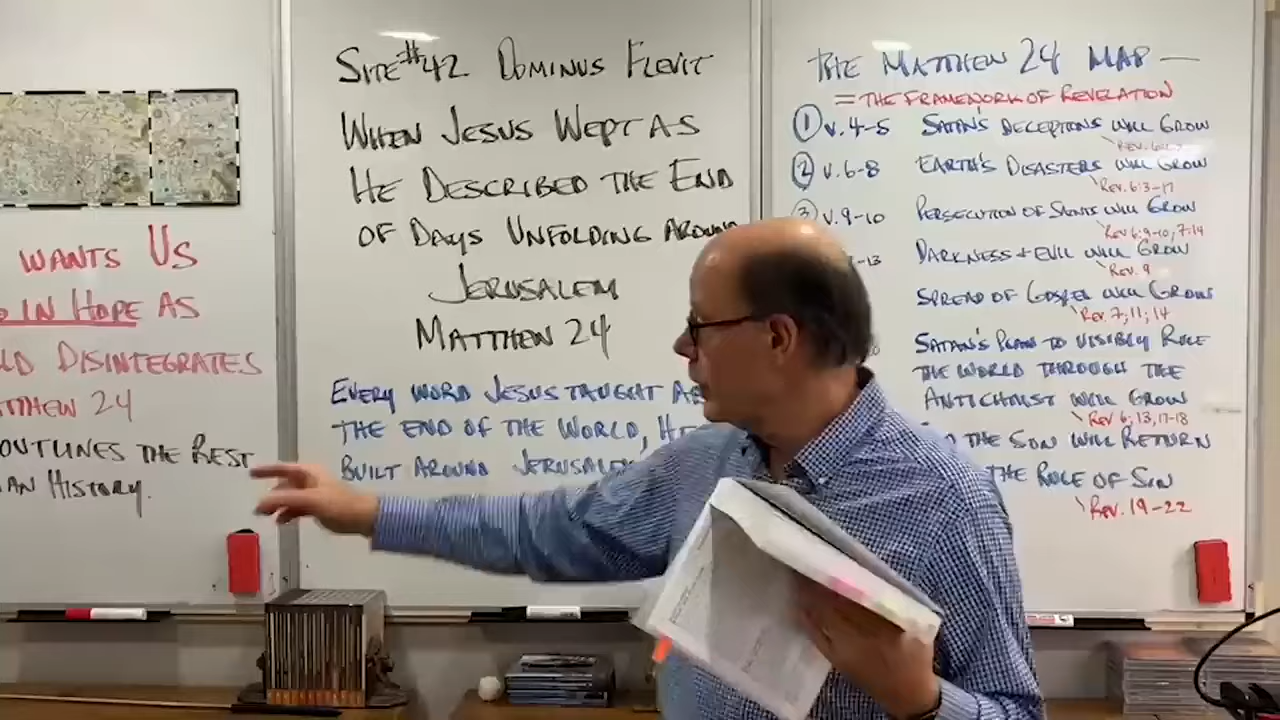 WANTS US
IN HOPE AS
DISINTEGRATES
24
OUTLINES THE REST
HISTORY.
SITE #42 DOMINUS FLEVIT
WHEN JESUS WEPT AS
HE DESCRIBED THE END
OF DAYS UNFOLDING AROUND
JERUSALEM
MATTHEW 24
EVERY WORD JESUS TAUGHT
THE END OF THE WORLD, HE
BUILT AROUND JERUSALEM
THE MATTHEW 24 MAP —
= THE FRAMEWORK OF REVELATION
① v. 4-5 SATAN'S DECEPTIONS WILL GROW
② v. 6-8 EARTH'S DISASTERS WILL GROW
Rev. 6:3-17
③ v. 9-10 PERSECUTION OF SAINTS WILL GROW
Rev 6:9-10; 7:14
-13 DARKNESS + EVIL WILL GROW
Rev. 9
SPREAD OF GOSPEL WILL GROW
Rev. 7; 11; 14
SATAN'S PLAN TO VISIBLY RULE
THE WORLD THROUGH THE
ANTICHRIST WILL GROW
Rev 6; 13, 17-18
THE SON WILL RETURN
THE RULE OF SIN
Rev. 19-22